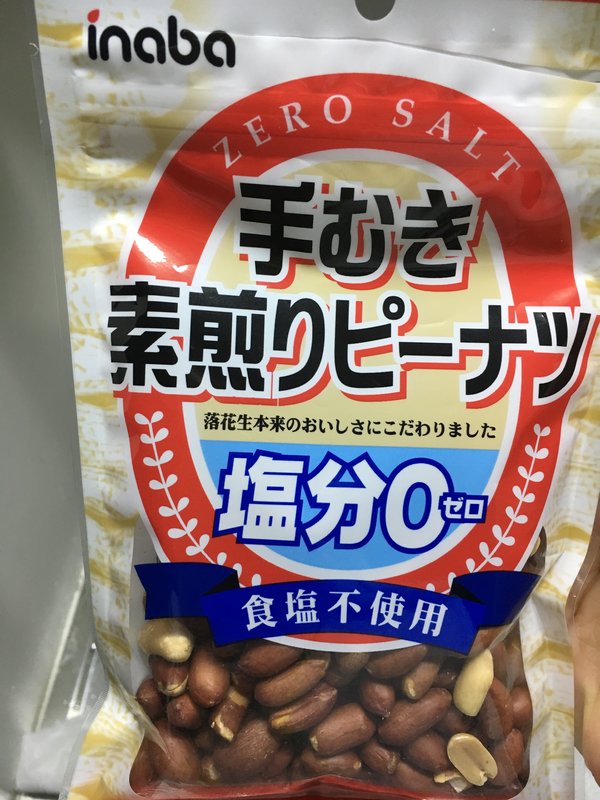 inaba
ZERO SALT
手むき
素煎りピーナツ
落花生本来のおいしさにこだわりました
塩分0ゼロ
食塩不使用